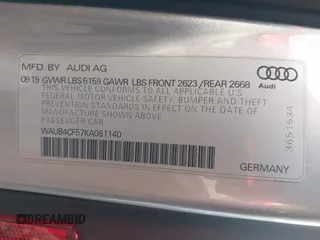 MFD. BY AUDI AG
09 19 GVWR LBS 5159 GAWR LBS FRONT 2623 / REAR 2668
THIS VEHICLE CONFORMS TO ALL APPLICABLE
FEDERAL MOTOR VEHICLE SAFETY, BUMPER AND THEFT
PREVENTION STANDARDS IN EFFECT ON THE DATE OF
MANUFACTURE SHOWN ABOVE
PASSENGER CAR
WAUB4CF57KA081140
GERMANY
Audi
3651634
DREAMBID